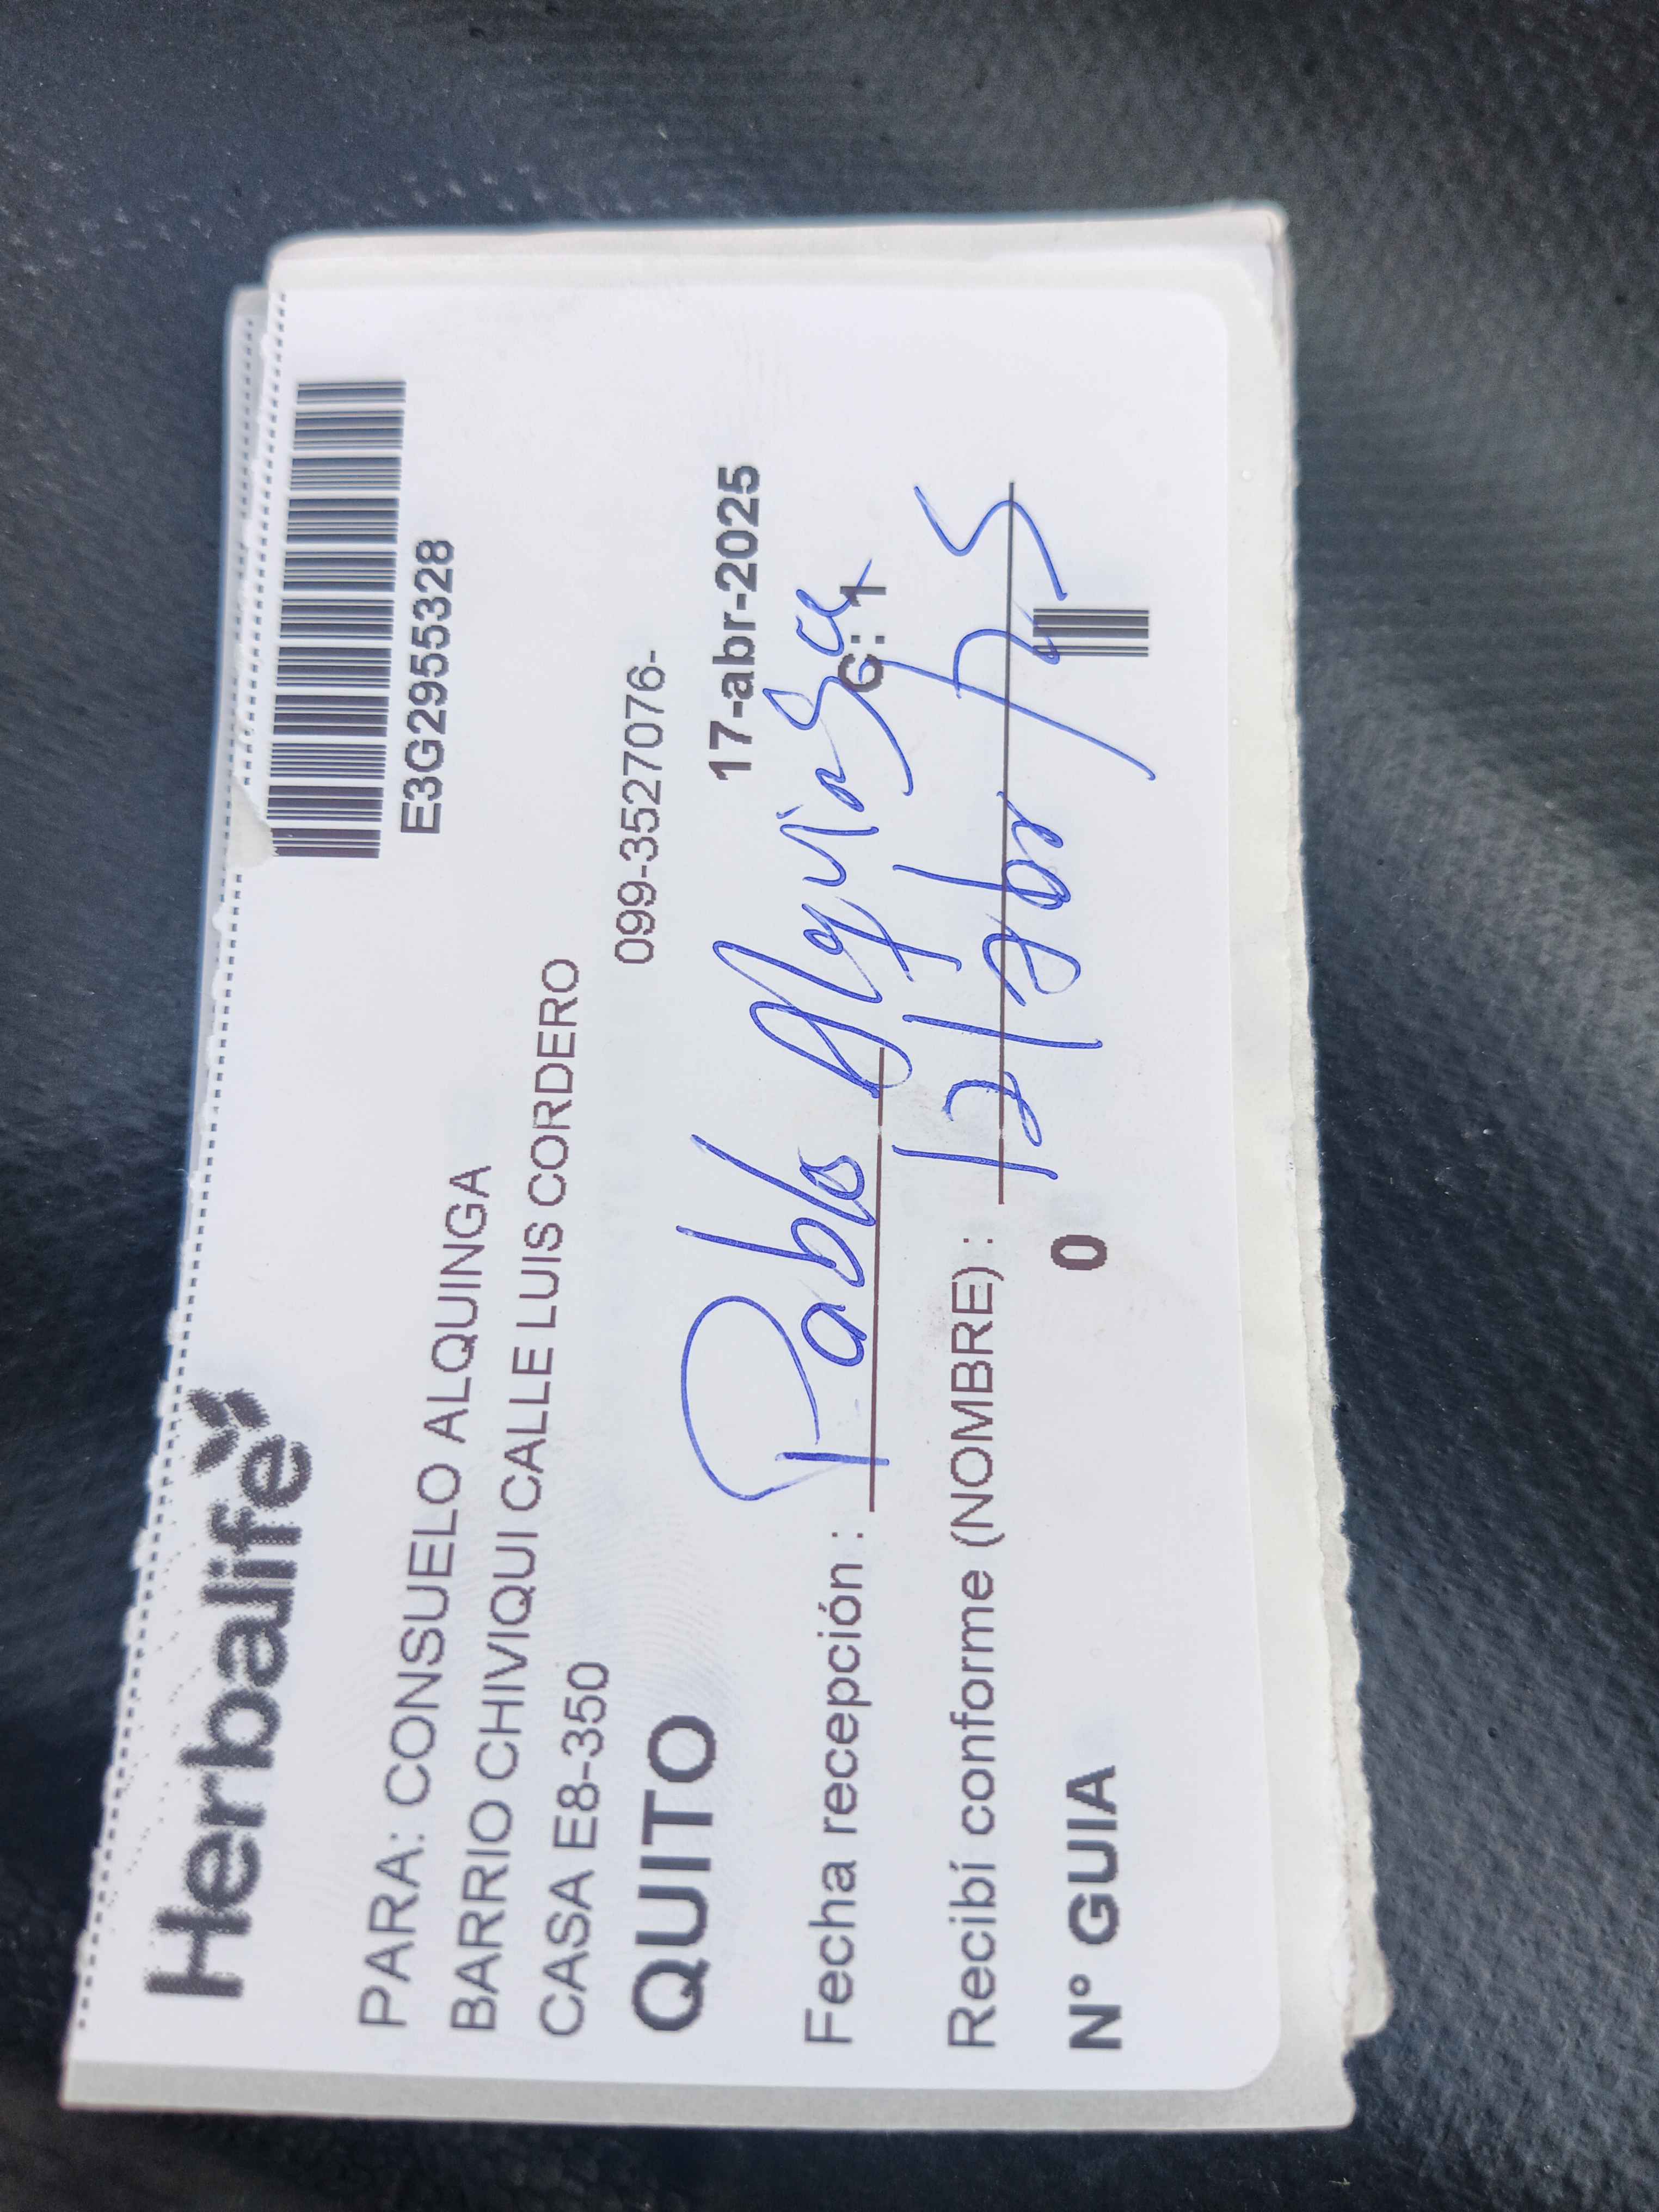 Herbalife
E3G2955328
PARA: CONSUELO ALQUINGA
BARRIO CHIVIQUI CALLE LUIS CORDERO
CASA E8-350
099-3527076-
QUITO
17-abr-2025
Fecha recepción : Pablo Alquinga
C: 1
Recibí conforme (NOMBRE) :
N° GUIA 0